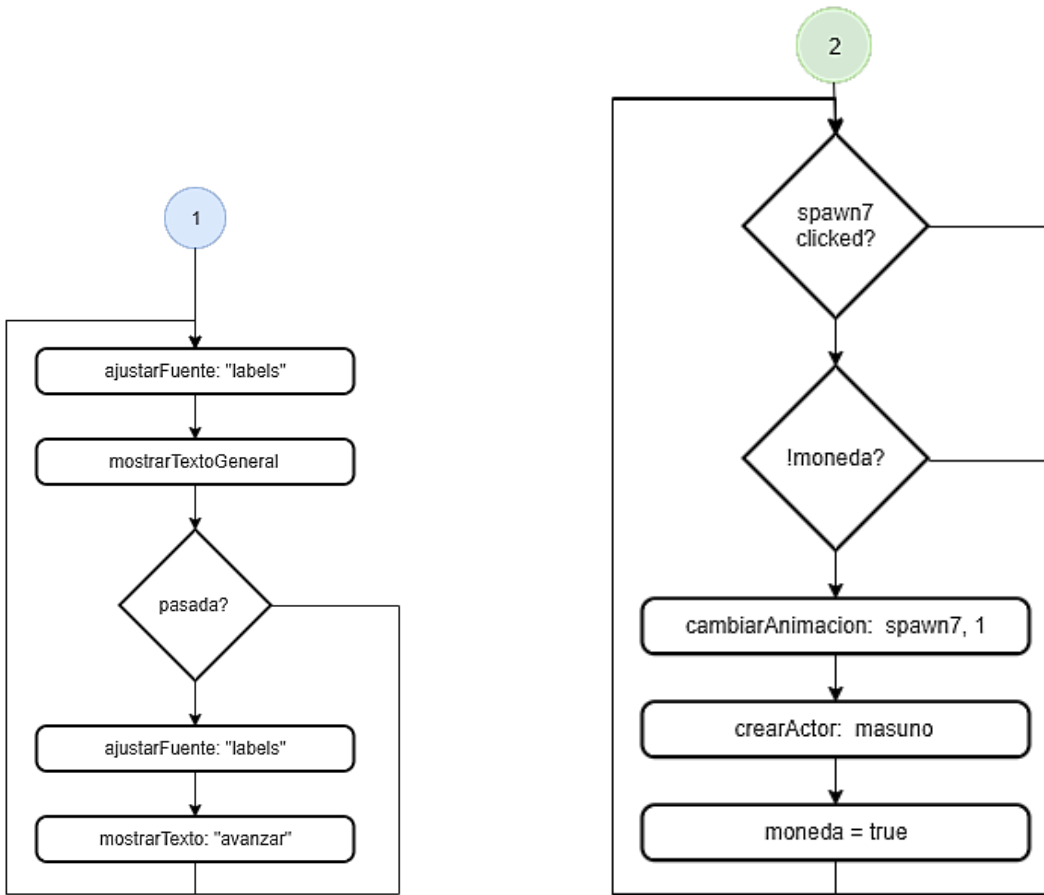 1
ajustarFuente: "labels"
mostrarTextoGeneral
pasada?
ajustarFuente: "labels"
mostrarTexto: "avanzar"
2
spawn7
clicked?
!moneda?
cambiarAnimacion: spawn7, 1
crearActor: masuno
moneda = true